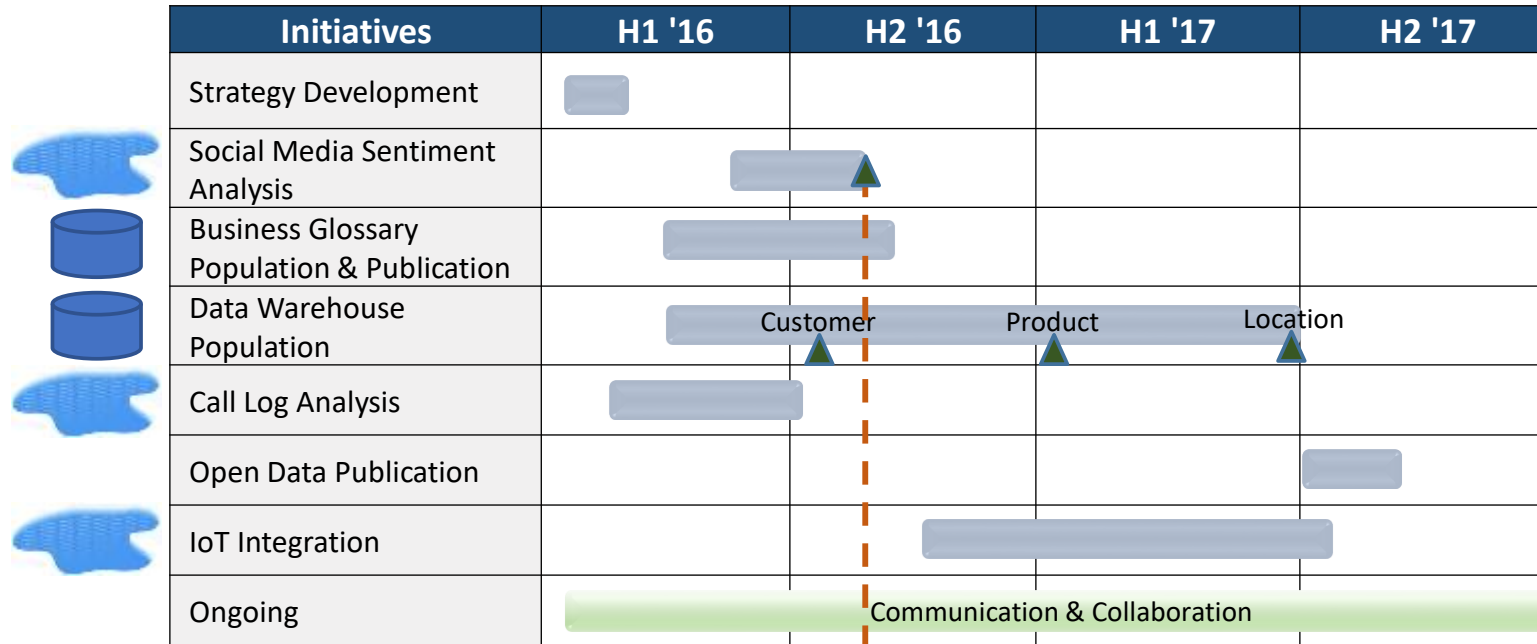 Initiatives H1 '16 H2 '16 H1 '17 H2 '17
Strategy Development
Social Media Sentiment
Analysis
Business Glossary
Population & Publication
Data Warehouse
Population
Customer Product Location
Call Log Analysis
Open Data Publication
IoT Integration
Ongoing Communication & Collaboration